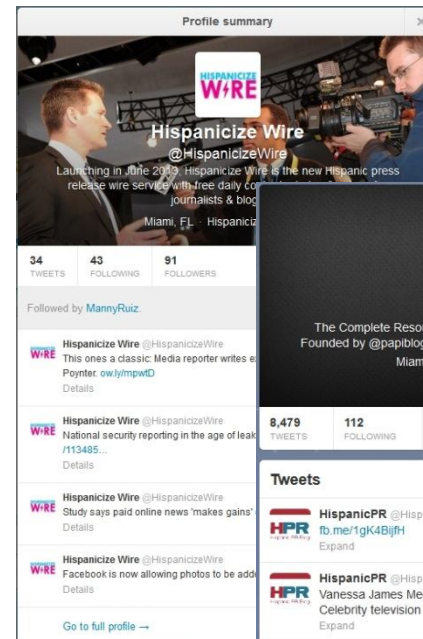 Profile summary
HISPANICIZE
WIRE
Hispanicize Wire
@HispanicizeWire
Launching in June 2013, Hispanicize Wire is the new Hispanic press
release wire service with free daily
journalists & blog
Miami, FL · Hispaniciz
34
TWEETS
43
FOLLOWING
91
FOLLOWERS
Followed by MannyRuiz.
Hispanicize Wire @HispanicizeWire
This ones a classic: Media reporter writes e
Poynter. ow.ly/mpwtD
Details
Hispanicize Wire @HispanicizeWire
National security reporting in the age of leak
/113485...
Details
Hispanicize Wire @HispanicizeWire
Study says paid online news 'makes gains'
Details
Hispanicize Wire @HispanicizeWire
Facebook is now allowing photos to be adde
Details
Go to full profile →
The Complete Resou
Founded by @papiblog
Miam
8,479
TWEETS
112
FOLLOWING
Tweets
HPR
HispanicPR @Hisp
fb.me/1gK4BijfH
Expand
HPR
HispanicPR @Hisp
Vanessa James Me
Celebrity television
Expand